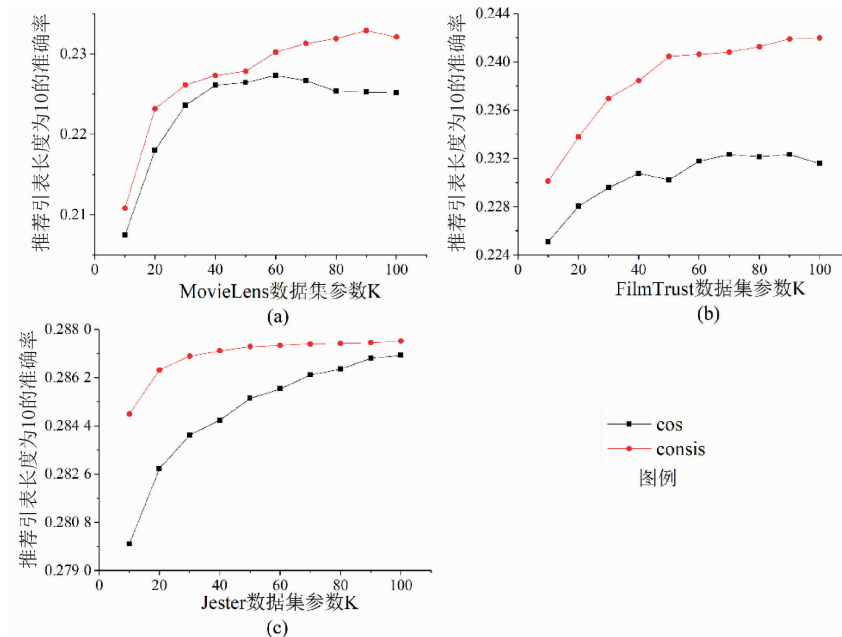 推荐引表长度为10的准确率
0.23
0.22
0.21
0 20 40 60 80 100
MovieLens数据集参数K
(a)
推荐引表长度为10的准确率
0.244
0.240
0.236
0.232
0.228
0.224
0 20 40 60 80 100
FilmTrust数据集参数K
(b)
推荐引表长度为10的准确率
0.288 0
0.286 2
0.284 4
0.282 6
0.280 8
0.279 0
0 20 40 60 80 100
Jester数据集参数K
(c)
cos
consis
图例